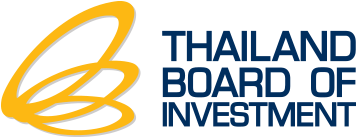 THAILAND
BOARD OF
INVESTMENT